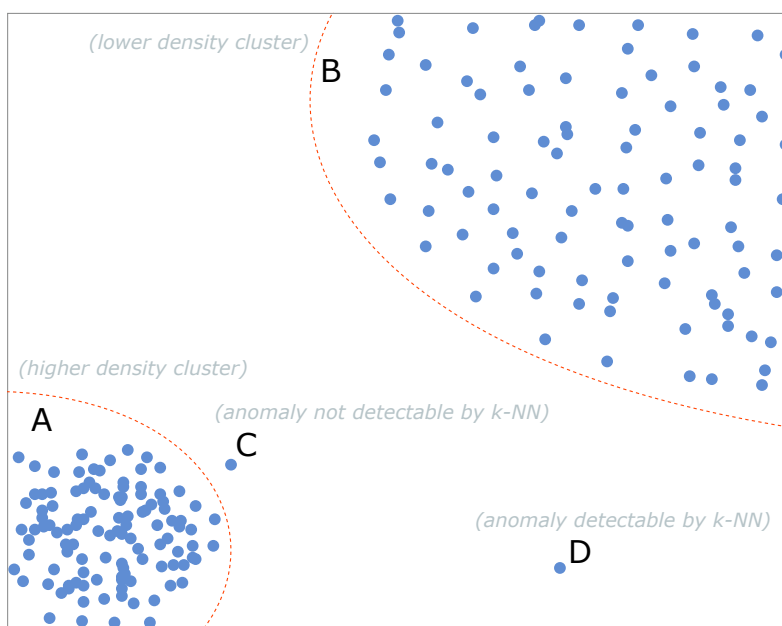 (lower density cluster)
B
(higher density cluster)
A
(anomaly not detectable by k-NN)
C
(anomaly detectable by k-NN)
D